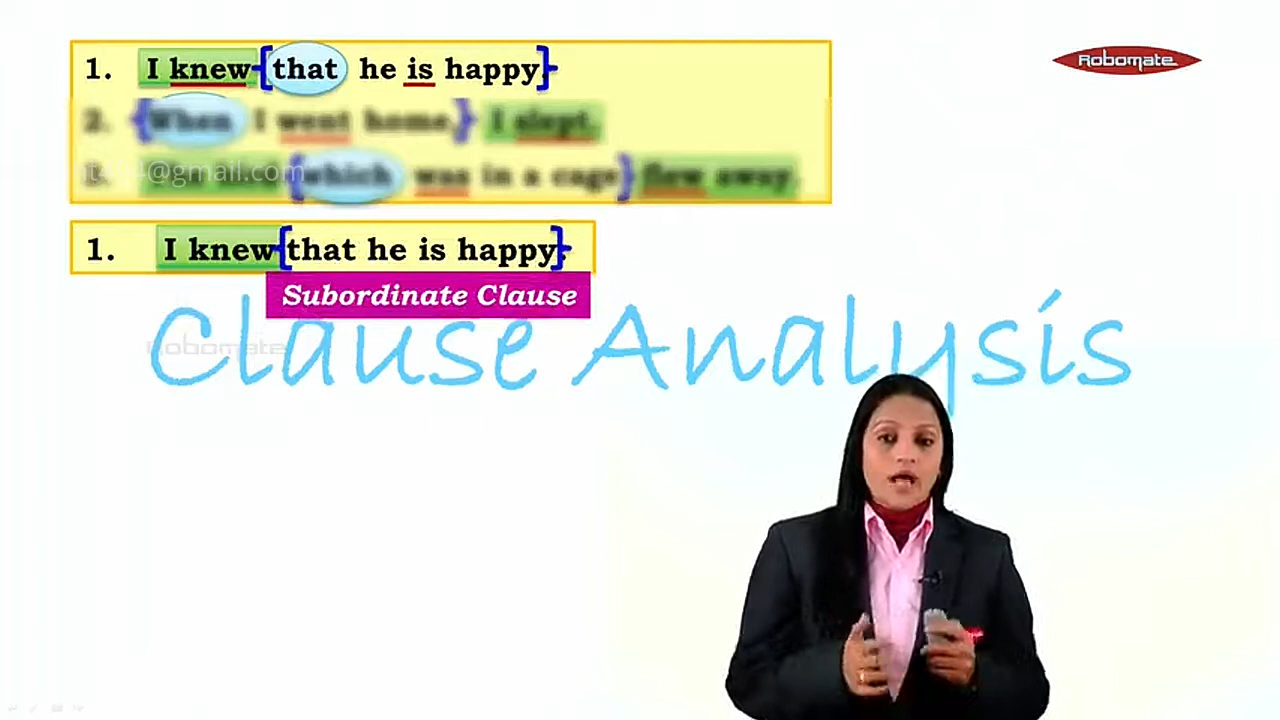 1. I knew {that he is happy.}
Robomate
2. {When I went home,} I slept.
3. {which was in a cage} flew away.
@gmail.com
1. I knew {that he is happy.}
Subordinate Clause
Robomate
Clause Analysis